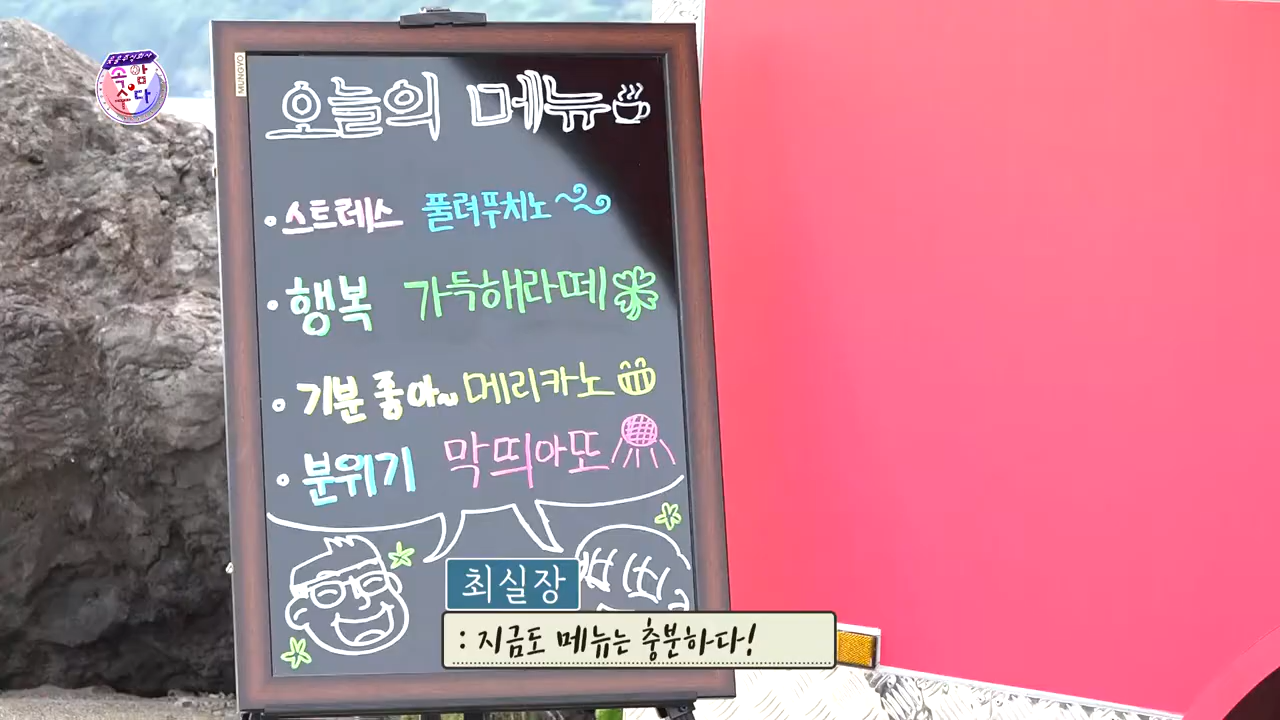 MUNGYO
오늘의 메뉴
• 스트레스 풀려푸치노
• 행복 가득해라떼
• 기분 좋아~메리카노
• 분위기 막띄아또
최실장
: 지금도 메뉴는 충분하다!